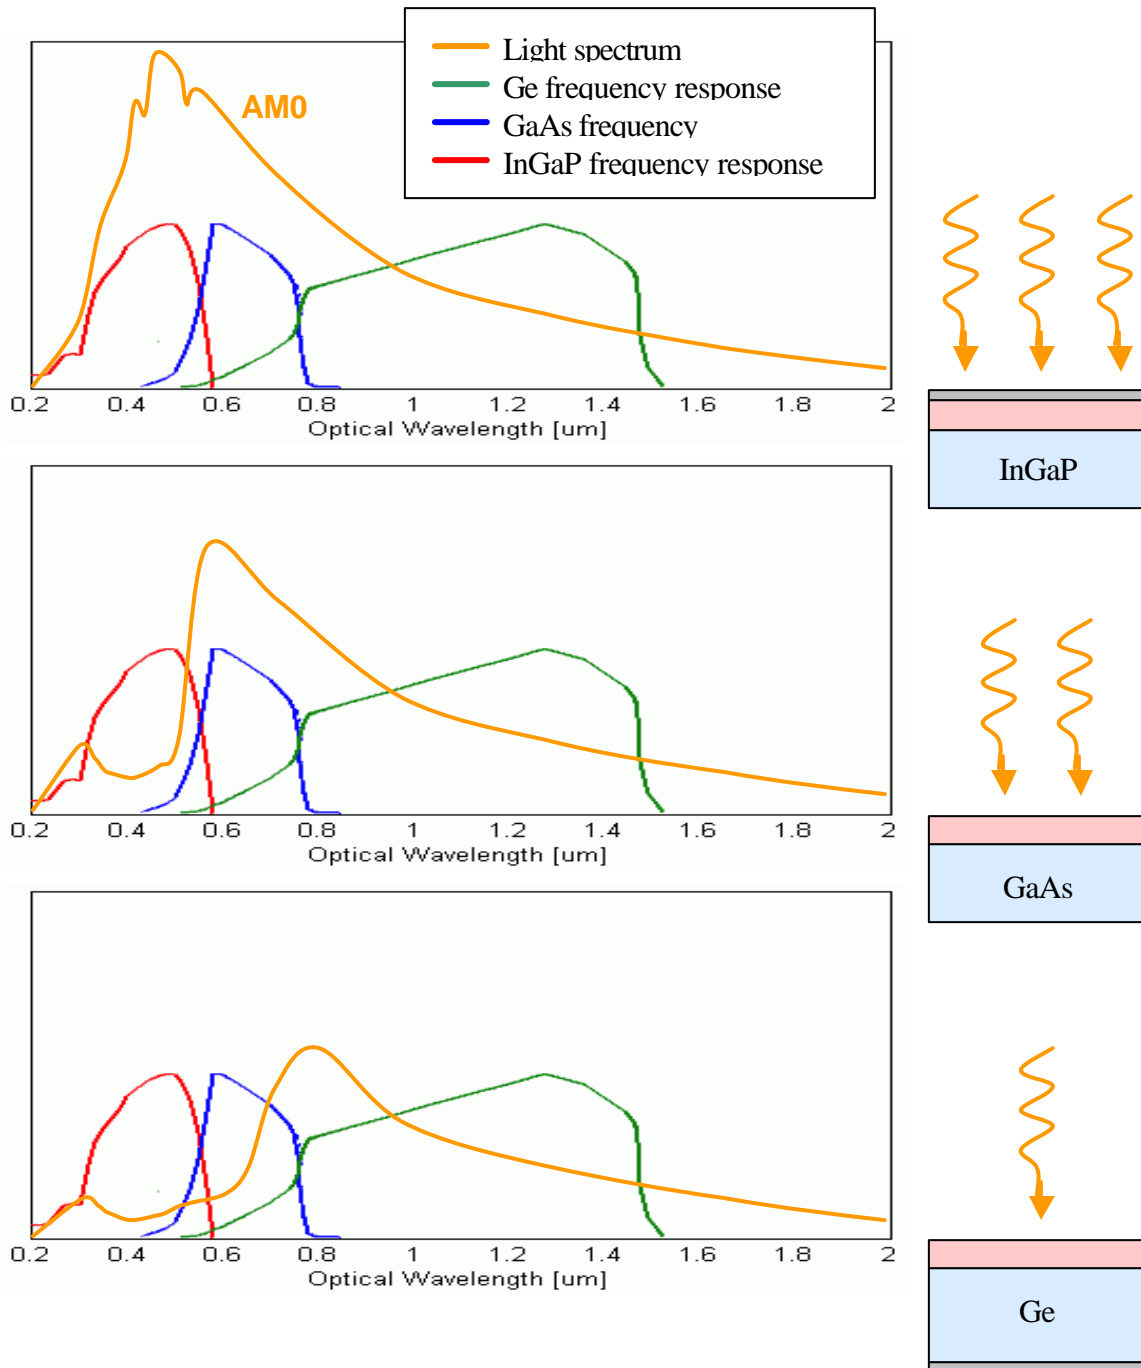 Light spectrum
Ge frequency response
GaAs frequency
InGaP frequency response
AM0
0.2 0.4 0.6 0.8 1 1.2 1.4 1.6 1.8 2
Optical Wavelength [um]
InGaP
0.2 0.4 0.6 0.8 1 1.2 1.4 1.6 1.8 2
Optical Wavelength [um]
GaAs
0.2 0.4 0.6 0.8 1 1.2 1.4 1.6 1.8 2
Optical Wavelength [um]
Ge